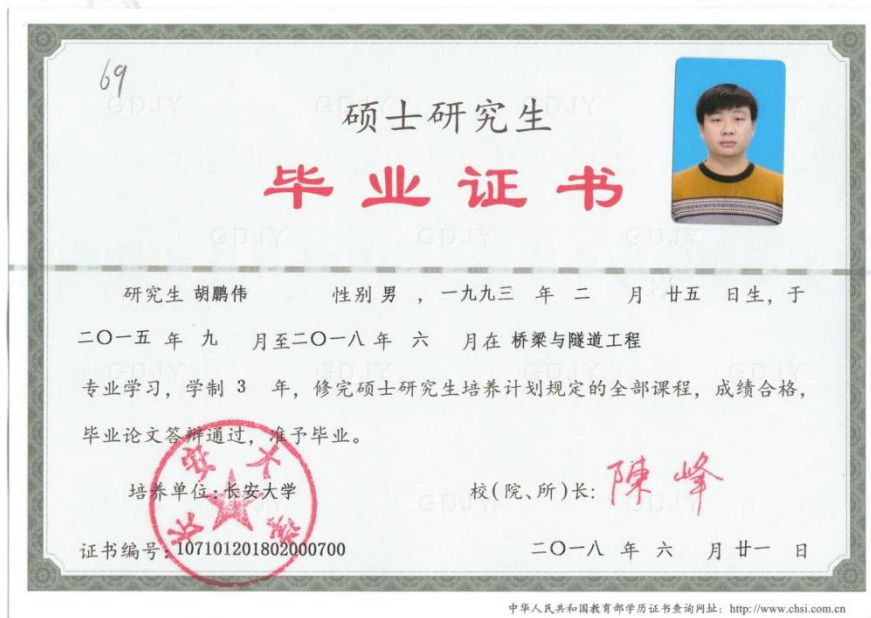 69
硕士研究生
毕业证书
GDJY GDJY GDJY
研究生 胡鹏伟 性别 男 ,一九九三 年 二 月 廿五 日生,于
二〇一五 年 九 月至二〇一八 年 六 月在 桥梁与隧道工程
专业学习,学制 3 年,修完硕士研究生培养计划规定的全部课程,成绩合格,
毕业论文答辩通过,准予毕业。
培养单位:长安大学
校(院、所)长: 陳峰
证书编号:107101201802000700
二〇一八 年 六 月 廿一 日
长安大学
中华人民共和国教育部学历证书查询网址: http://www.chsi.com.cn